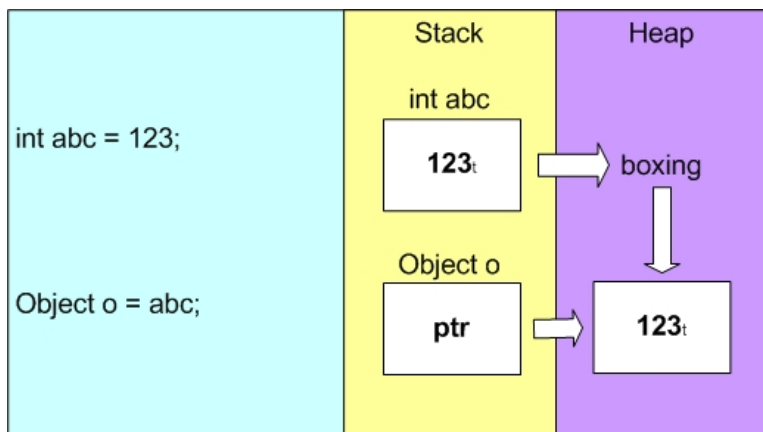 Stack
Heap
int abc
int abc = 123;
123t
boxing
Object o
Object o = abc;
ptr
123t